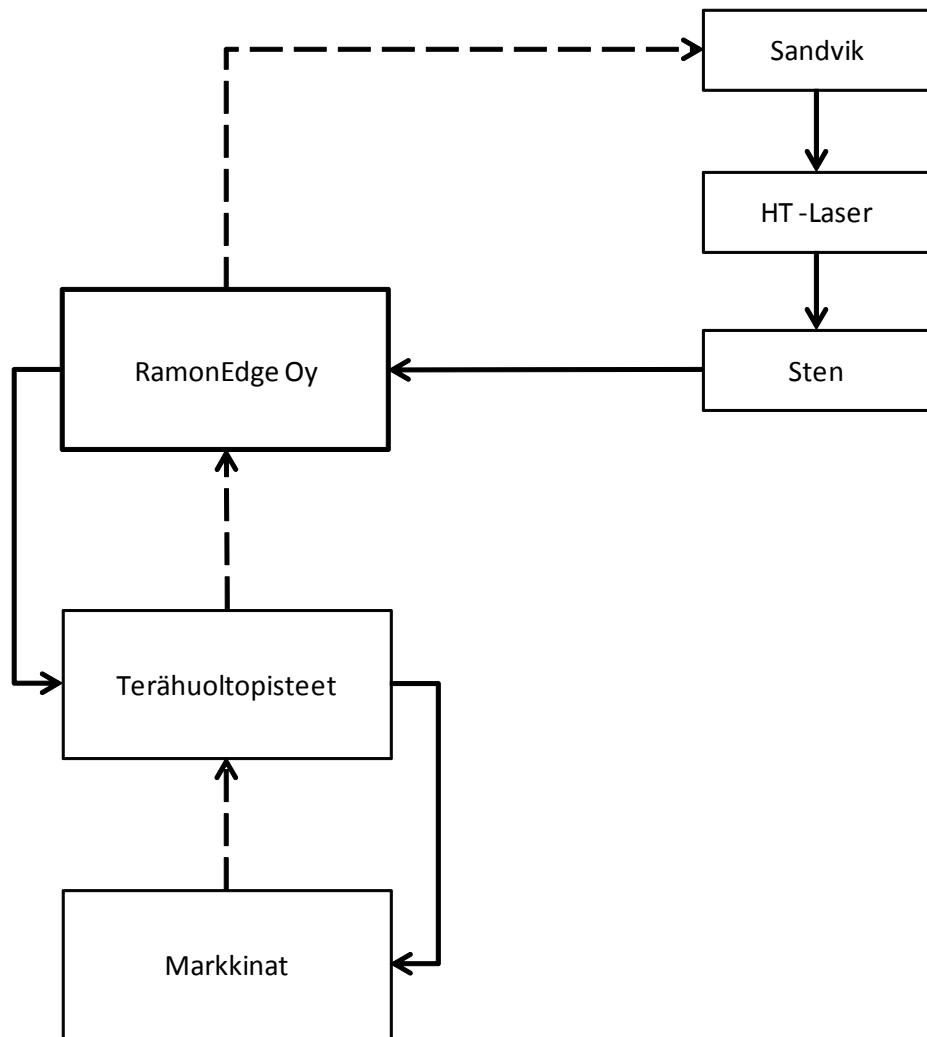 Sandvik
HT -Laser
RamonEdge Oy
Sten
Terähuoltopisteet
Markkinat